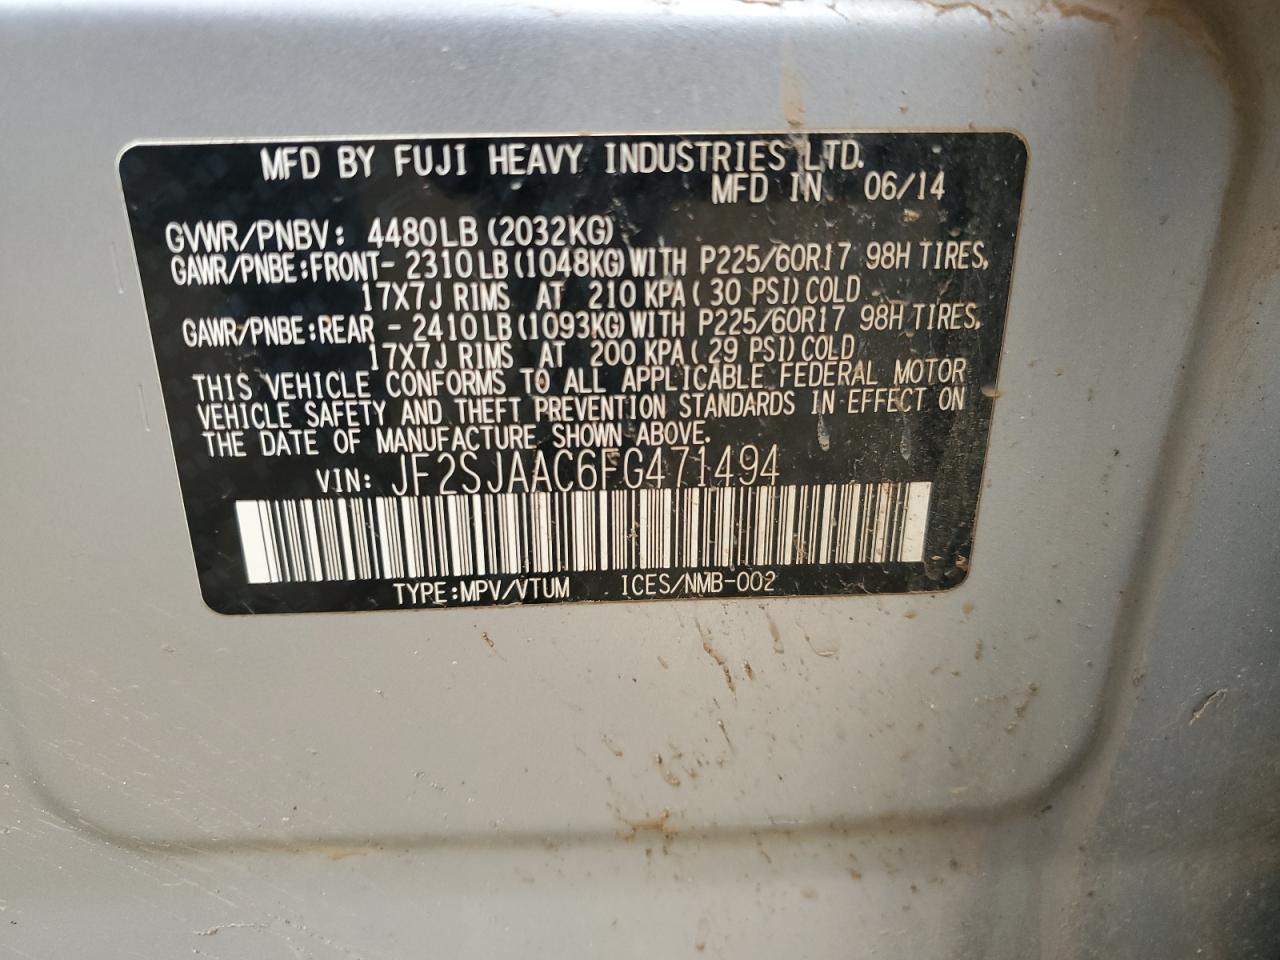 MFD BY FUJI HEAVY INDUSTRIES LTD.
MFD IN 06/14
GVWR/PNBV: 4480LB (2032KG)
GAWR/PNBE:FRONT- 2310LB(1048KG)WITH P225/60R17 98H TIRES,
17X7J RIMS AT 210 KPA( 30 PSI)COLD
GAWR/PNBE:REAR - 2410LB(1093KG)WITH P225/60R17 98H TIRES,
17X7J RIMS AT 200 KPA( 29 PSI)COLD
THIS VEHICLE CONFORMS TO ALL APPLICABLE FEDERAL MOTOR
VEHICLE SAFETY AND THEFT PREVENTION STANDARDS IN EFFECT ON
THE DATE OF MANUFACTURE SHOWN ABOVE.
VIN: JF2SJAAC6FG471494
TYPE:MPV/VTUM ICES/NMB-002